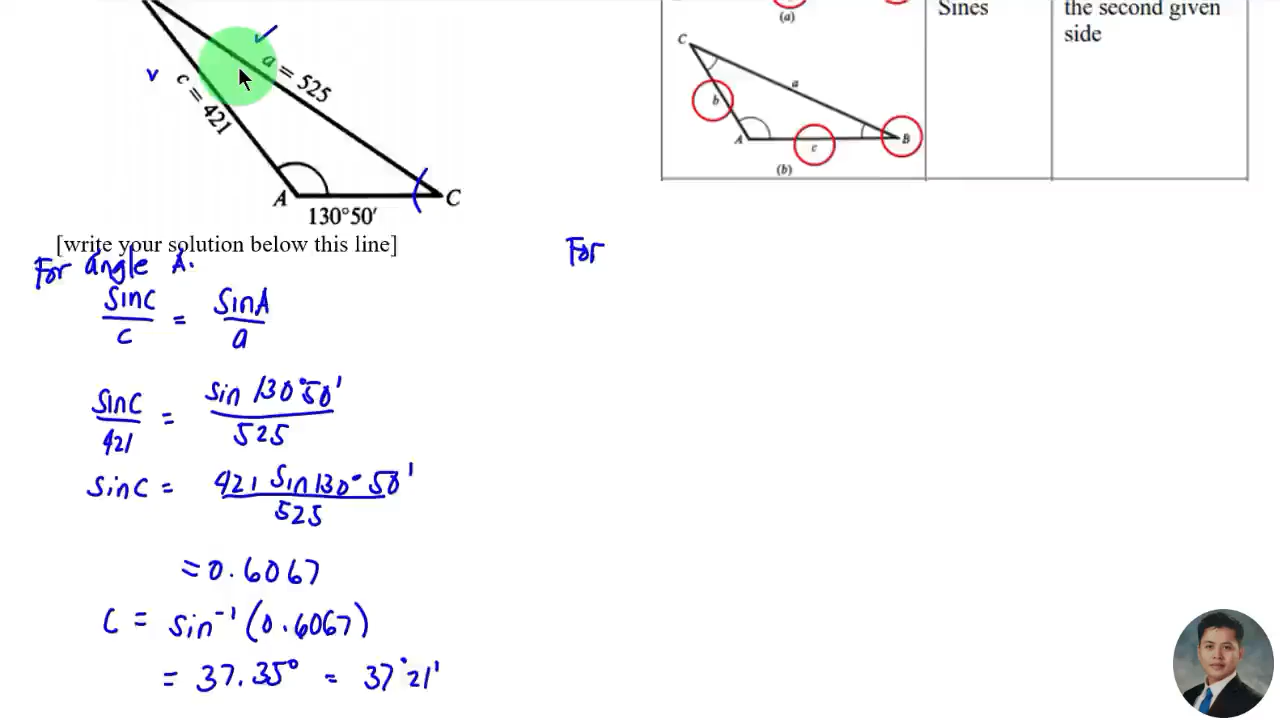 a = 525
c = 421
A
C
130°50′
[write your solution below this line]
For angle A.
SinC/c = SinA/a
SinC/421 = sin 130°50'/525
sinC = 421 Sin130°50'/525
= 0.6067
C = sin⁻¹(0.6067)
= 37.35° = 37°21'
v
For
(a)
C
a
b
A
c
B
(b)
Sines
the second given
side